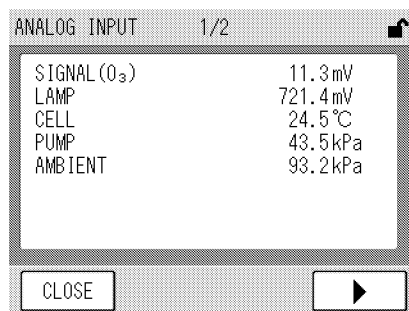 ANALOG INPUT 1/2
SIGNAL(O₃) 11.3mV
LAMP 721.4mV
CELL 24.5℃
PUMP 43.5kPa
AMBIENT 93.2kPa
CLOSE